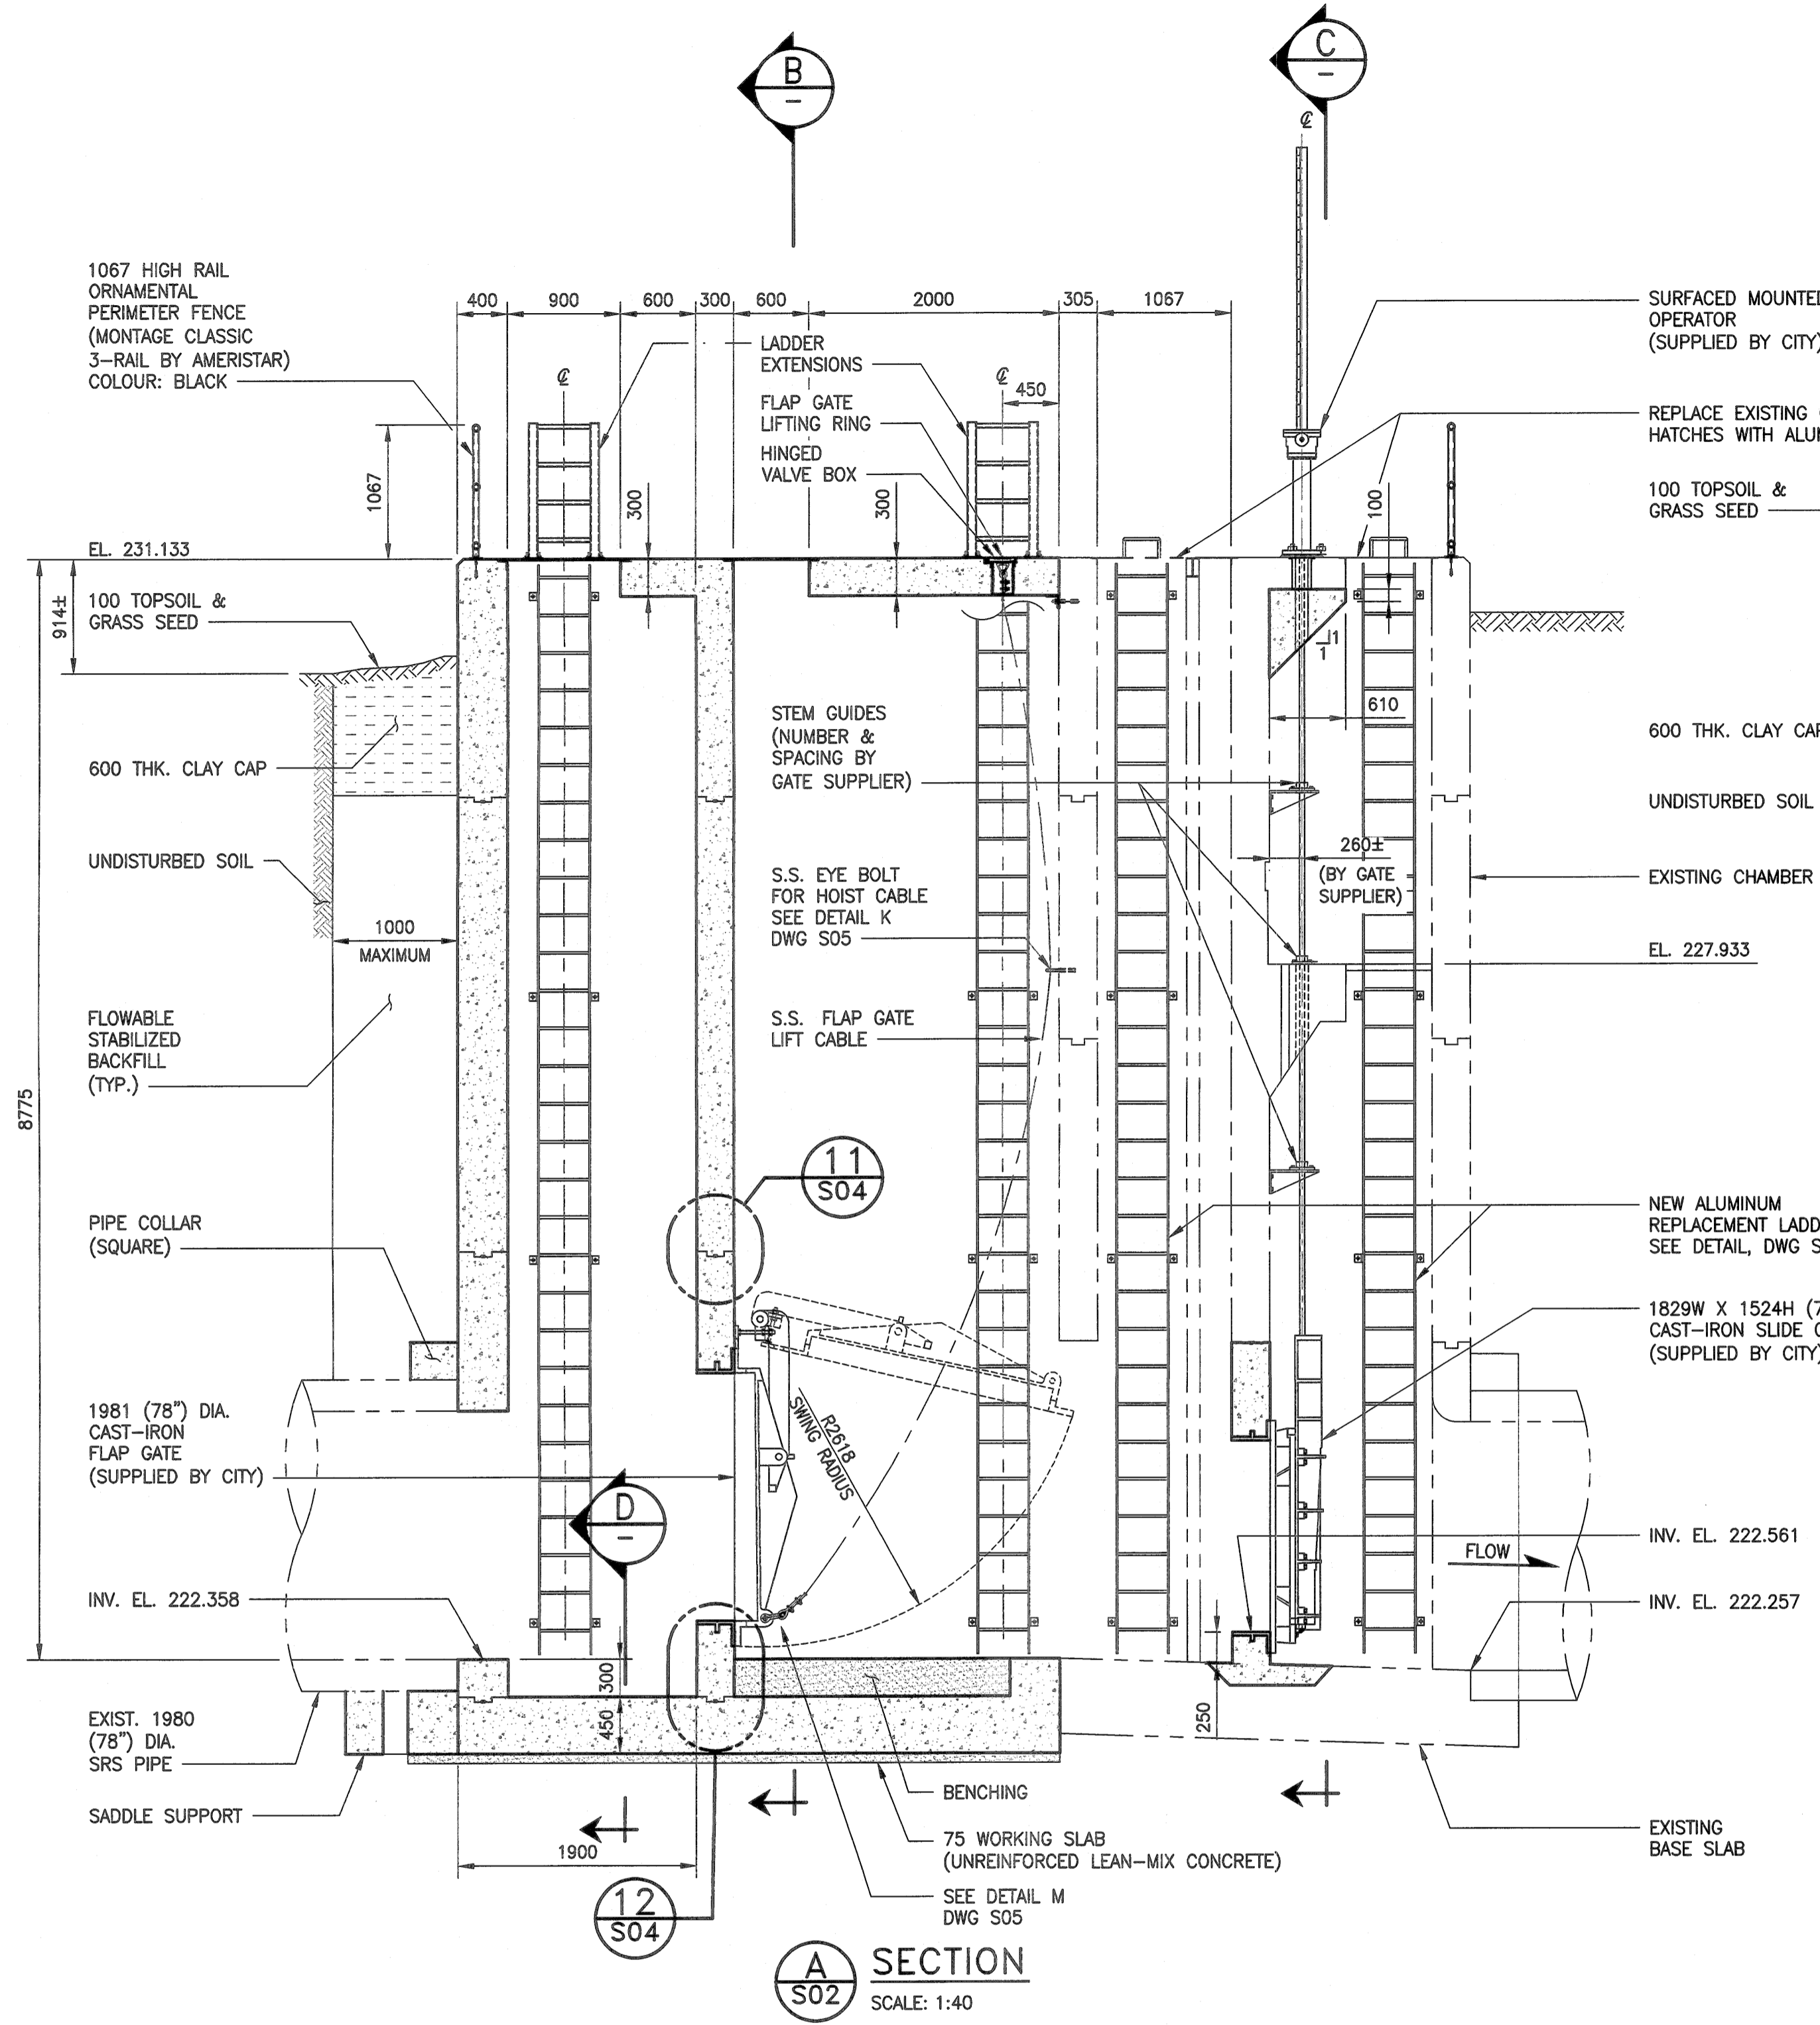 B
–
C
–
℄
1067 HIGH RAIL
ORNAMENTAL
PERIMETER FENCE
(MONTAGE CLASSIC
3–RAIL BY AMERISTAR)
COLOUR: BLACK
400
900
600
300
600
2000
305
1067
SURFACED MOUNTED
OPERATOR
(SUPPLIED BY CITY)
LADDER
EXTENSIONS
℄
℄
450
FLAP GATE
LIFTING RING
HINGED
VALVE BOX
REPLACE EXISTING
HATCHES WITH
1067
300
300
100
100 TOPSOIL &
GRASS SEED
EL. 231.133
914±
100 TOPSOIL &
GRASS SEED
1
1
610
STEM GUIDES
(NUMBER &
SPACING BY
GATE SUPPLIER)
600 THK. CLAY CAP
600 THK. CLAY CAP
UNDISTURBED SOIL
260±
(BY GATE
SUPPLIER)
UNDISTURBED SOIL
S.S. EYE BOLT
FOR HOIST CABLE
SEE DETAIL K
DWG S05
EXISTING CHAMBER
1000
MAXIMUM
EL. 227.933
FLOWABLE
STABILIZED
BACKFILL
(TYP.)
S.S. FLAP GATE
LIFT CABLE
8775
11
S04
PIPE COLLAR
(SQUARE)
NEW ALUMINUM
REPLACEMENT
SEE DETAIL, DWG
1829W X 1524H
CAST–IRON SLIDE
(SUPPLIED BY CITY)
1981 (78") DIA.
CAST–IRON
FLAP GATE
(SUPPLIED BY CITY)
R2618
SWING RADIUS
D
–
INV. EL. 222.561
FLOW
INV. EL. 222.358
INV. EL. 222.257
300
450
250
EXIST. 1980
(78") DIA.
SRS PIPE
SADDLE SUPPORT
BENCHING
75 WORKING SLAB
(UNREINFORCED LEAN–MIX CONCRETE)
EXISTING
BASE SLAB
1900
SEE DETAIL M
DWG S05
12
S04
A
S02
SECTION
SCALE: 1:40